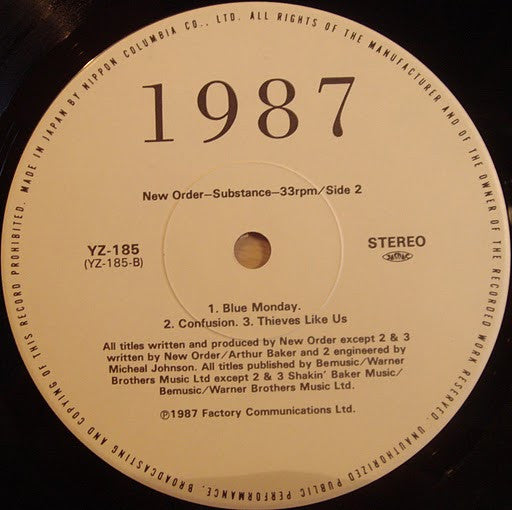 MADE IN JAPAN BY NIPPON COLUMBIA CO., LTD. ALL RIGHTS OF THE MANUFACTURER AND OF THE OWNER OF THE RECORDED WORK RESERVED. UNAUTHORIZED PUBLIC PERFORMANCE, BROADCASTING AND COPYING OF THIS RECORD PROHIBITED.
1987
New Order—Substance—33rpm/Side 2
YZ-185
(YZ-185-B)
STEREO
1. Blue Monday.
2. Confusion. 3. Thieves Like Us
All titles written and produced by New Order except 2 & 3
written by New Order/Arthur Baker and 2 engineered by
Micheal Johnson. All titles published by Bemusic/Warner
Brothers Music Ltd except 2 & 3 Shakin' Baker Music/
Bemusic/Warner Brothers Music Ltd.
℗1987 Factory Communications Ltd.